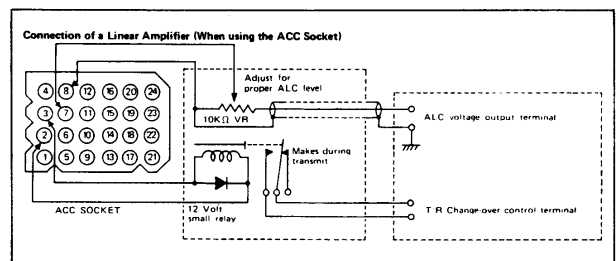 Connection of a Linear Amplifier (When using the ACC Socket)
4 8 12 16 20 24
3 7 11 15 19 23
2 6 10 14 18 22
1 5 9 13 17 21
ACC SOCKET
Adjust for
proper ALC level
10KΩ VR
Makes during
transmit
12 Volt
small relay
ALC voltage output terminal
T R Change-over control terminal